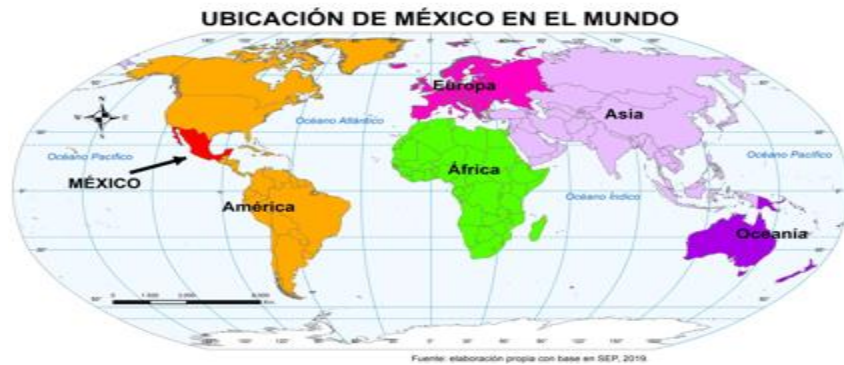 UBICACIÓN DE MÉXICO EN EL MUNDO
Europa
Asia
Océano Atlántico
Océano Pacífico
Océano Pacífico
MÉXICO
África
América
Océano Índico
Oceanía
Fuente: elaboración propia con base en SEP, 2019.